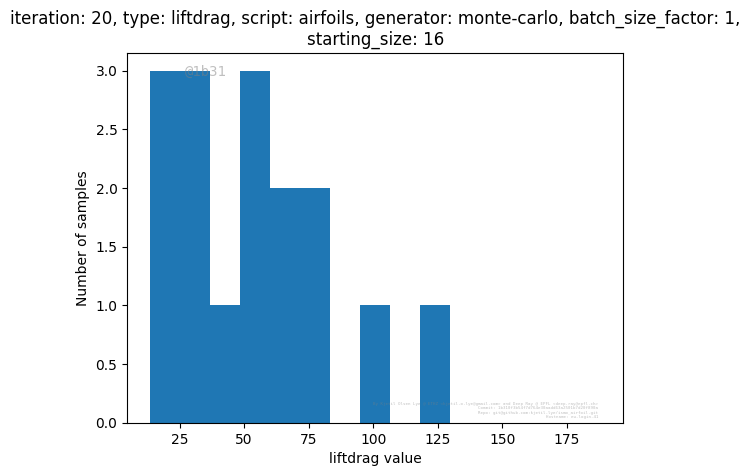 iteration: 20, type: liftdrag, script: airfoils, generator: monte-carlo, batch_size_factor: 1,
starting_size: 16
@1b31
3.0
2.5
2.0
1.5
1.0
0.5
0.0
Number of samples
25 50 75 100 125 150 175
liftdrag value